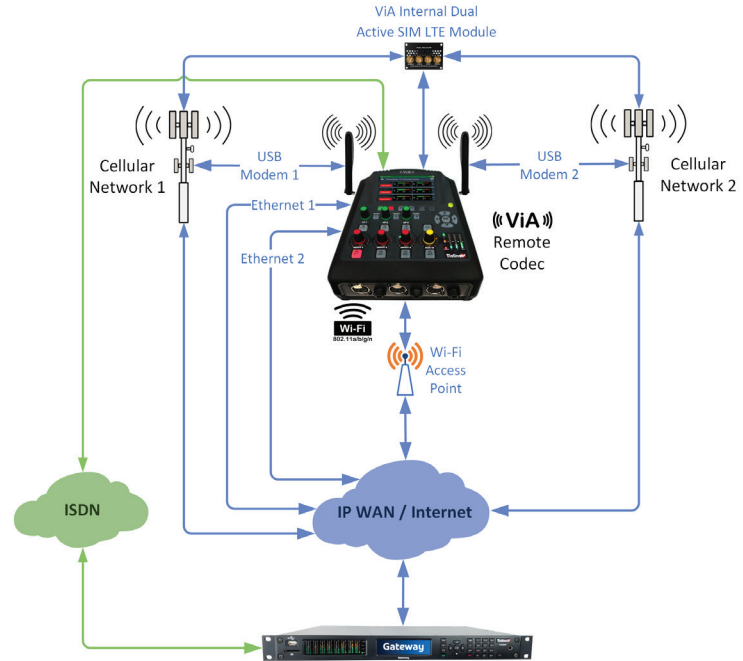 ViA Internal Dual
Active SIM LTE Module
Cellular
Network 1
USB
Modem 1
USB
Modem 2
Cellular
Network 2
Ethernet 1
Ethernet 2
ViA
Remote
Codec
Wi-Fi
802.11a/b/g/n
Wi-Fi
Access
Point
ISDN
IP WAN / Internet
Gateway